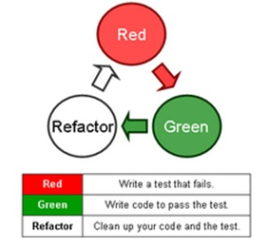 Red
Refactor
Green
Red Write a test that fails.
Green Write code to pass the test.
Refactor Clean up your code and the test.